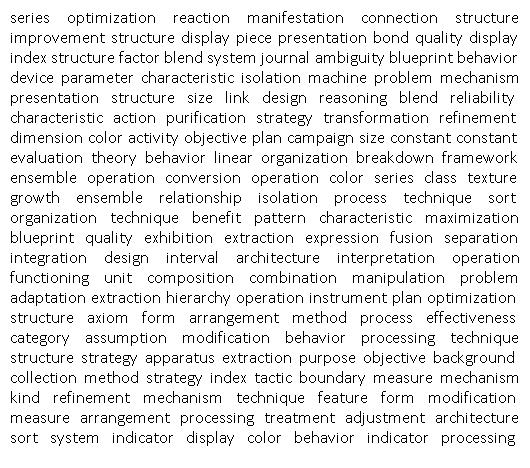 series optimization reaction manifestation connection structure
improvement structure display piece presentation bond quality display
index structure factor blend system journal ambiguity blueprint behavior
device parameter characteristic isolation machine problem mechanism
presentation structure size link design reasoning blend reliability
characteristic action purification strategy transformation refinement
dimension color activity objective plan campaign size constant constant
evaluation theory behavior linear organization breakdown framework
ensemble operation conversion operation color series class texture
growth ensemble relationship isolation process technique sort
organization technique benefit pattern characteristic maximization
blueprint quality exhibition extraction expression fusion separation
integration design interval architecture interpretation operation
functioning unit composition combination manipulation problem
adaptation extraction hierarchy operation instrument plan optimization
structure axiom form arrangement method process effectiveness
category assumption modification behavior processing technique
structure strategy apparatus extraction purpose objective background
collection method strategy index tactic boundary measure mechanism
kind refinement mechanism technique feature form modification
measure arrangement processing treatment adjustment architecture
sort system indicator display color behavior indicator processing